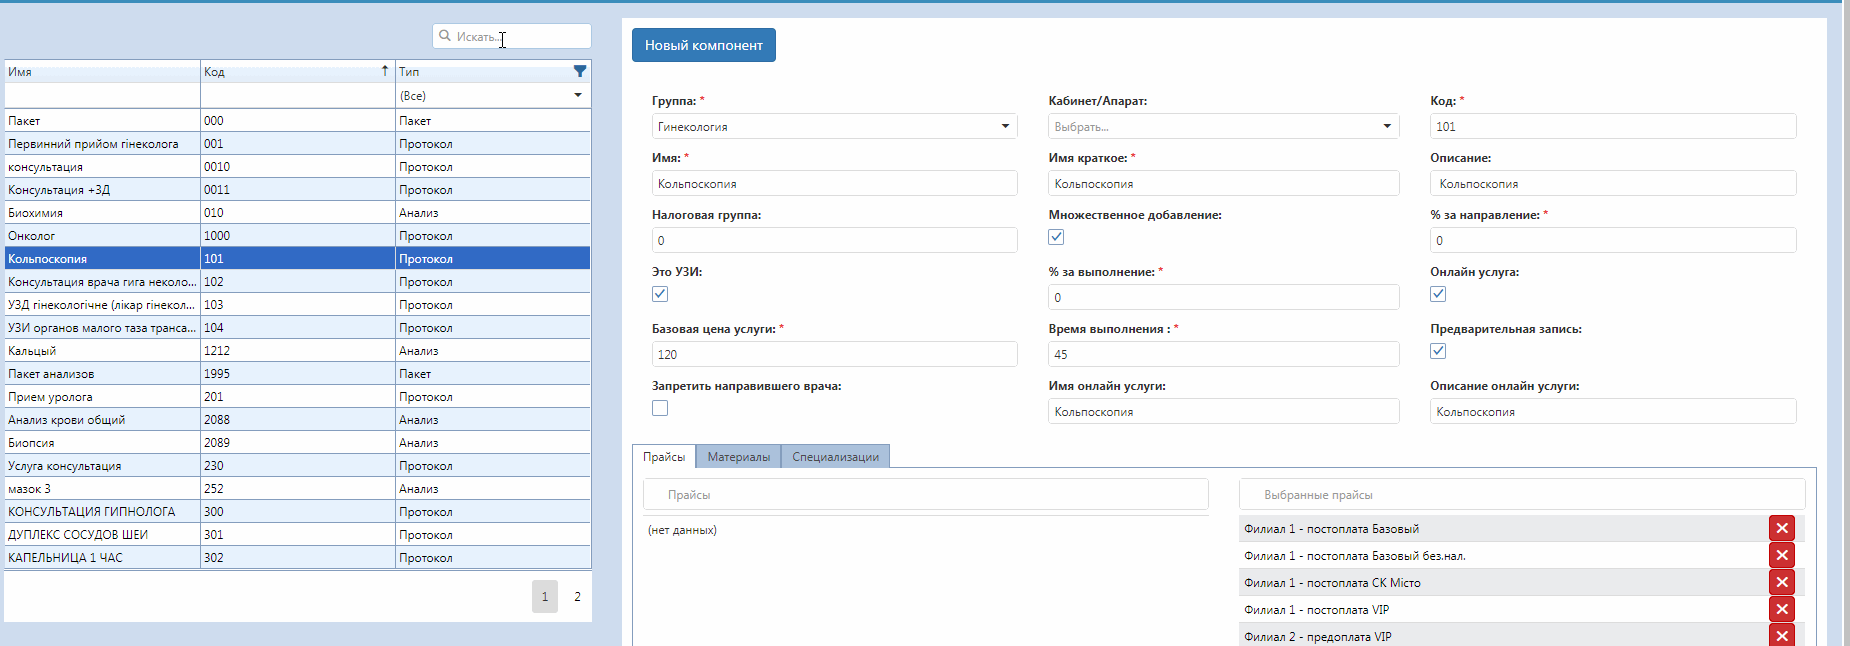 Искать...
Имя Код Тип
(Все)
Пакет 000 Пакет
Первинний прийом гінеколога 001 Протокол
консультация 0010 Протокол
Консультация +3Д 0011 Протокол
Биохимия 010 Анализ
Онколог 1000 Протокол
Кольпоскопия 101 Протокол
Консультация врача гига неколо... 102 Протокол
УЗД гінекологічне (лікар гінекол... 103 Протокол
УЗИ органов малого таза транса... 104 Протокол
Кальцый 1212 Анализ
Пакет анализов 1995 Пакет
Прием уролога 201 Протокол
Анализ крови общий 2088 Анализ
Биопсия 2089 Анализ
Услуга консультация 230 Протокол
мазок 3 252 Анализ
КОНСУЛЬТАЦИЯ ГИПНОЛОГА 300 Протокол
ДУПЛЕКС СОСУДОВ ШЕИ 301 Протокол
КАПЕЛЬНИЦА 1 ЧАС 302 Протокол
1 2
Новый компонент
Группа: * Кабинет/Апарат: Код: *
Гинекология Выбрать... 101
Имя: * Имя краткое: * Описание:
Кольпоскопия Кольпоскопия Кольпоскопия
Налоговая группа: Множественное добавление: % за направление: *
0 0
Это УЗИ: % за выполнение: * Онлайн услуга:
0
Базовая цена услуги: * Время выполнения : * Предварительная запись:
120 45
Запретить направившего врача: Имя онлайн услуги: Описание онлайн услуги:
Кольпоскопия Кольпоскопия
Прайсы Материалы Специализации
Прайсы Выбранные прайсы
(нет данных) Филиал 1 - постоплата Базовый
Филиал 1 - постоплата Базовый без.нал.
Филиал 1 - постоплата СК Місто
Филиал 1 - постоплата VIP
Филиал 2 - предоплата VIP